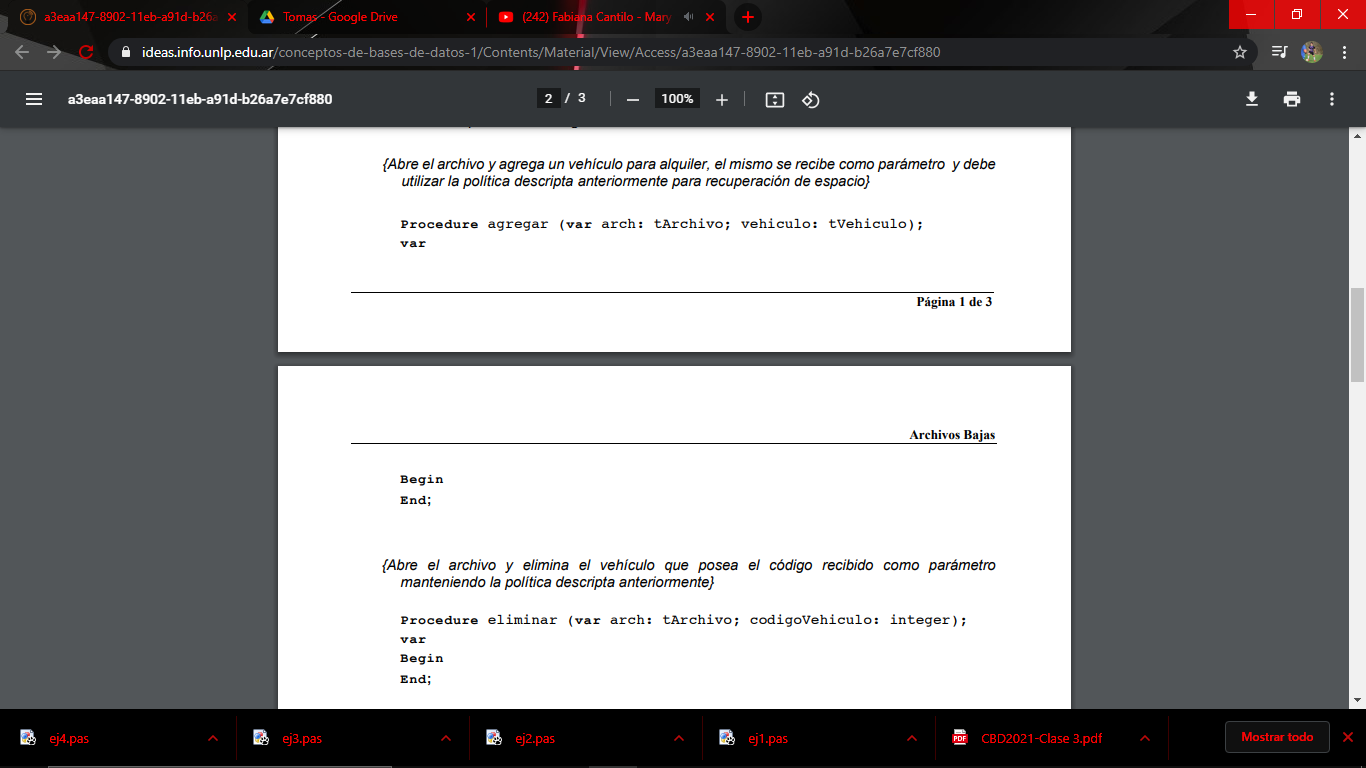 a3eaa147-8902-11eb-a91d-b26a
Tomas - Google Drive
(242) Fabiana Cantilo - Mary
ideas.info.unlp.edu.ar/conceptos-de-bases-de-datos-1/Contents/Material/View/Access/a3eaa147-8902-11eb-a91d-b26a7e7cf880
a3eaa147-8902-11eb-a91d-b26a7e7cf880
2 / 3
100%
{Abre el archivo y agrega un vehículo para alquiler, el mismo se recibe como parámetro y debe
utilizar la política descripta anteriormente para recuperación de espacio}
Procedure agregar (var arch: tArchivo; vehiculo: tVehiculo);
var
Página 1 de 3
Archivos Bajas
Begin
End;
{Abre el archivo y elimina el vehículo que posea el código recibido como parámetro
manteniendo la política descripta anteriormente}
Procedure eliminar (var arch: tArchivo; codigoVehiculo: integer);
var
Begin
End;
ej4.pas
ej3.pas
ej2.pas
ej1.pas
PDF
CBD2021-Clase 3.pdf
Mostrar todo